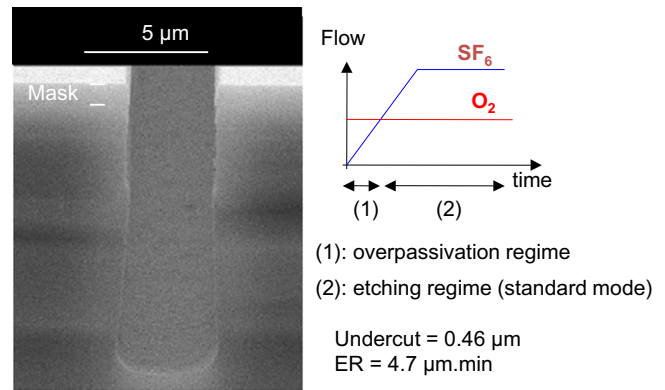 5 µm
Mask
Flow
SF6
O2
time
(1)
(2)
(1): overpassivation regime
(2): etching regime (standard mode)
Undercut = 0.46 µm
ER = 4.7 µm.min